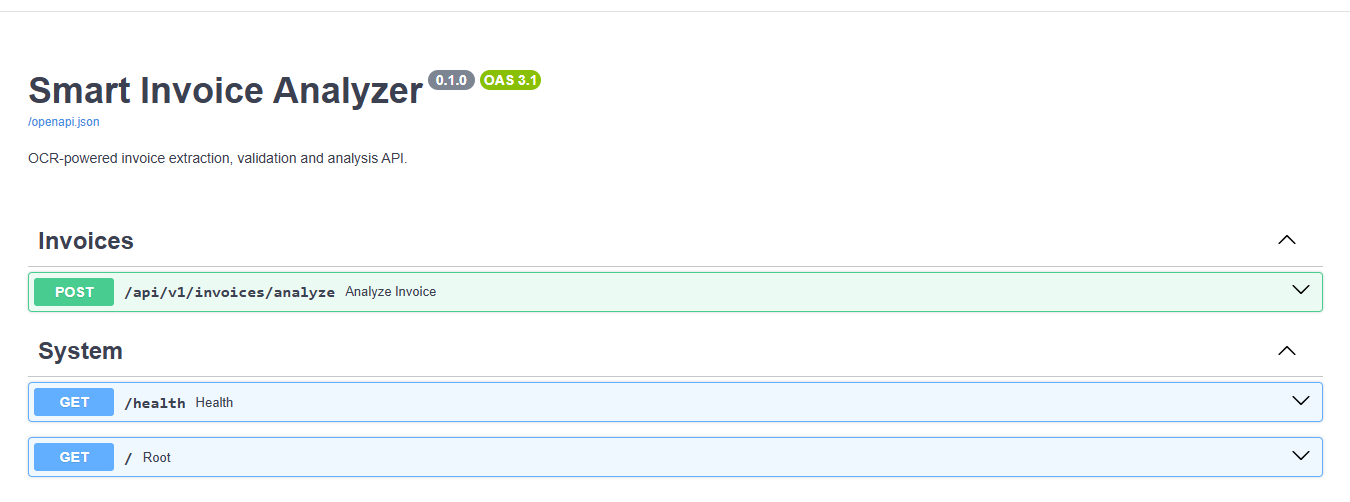 Smart Invoice Analyzer 0.1.0 OAS 3.1
/openapi.json
OCR-powered invoice extraction, validation and analysis API.
Invoices
POST /api/v1/invoices/analyze Analyze Invoice
System
GET /health Health
GET / Root